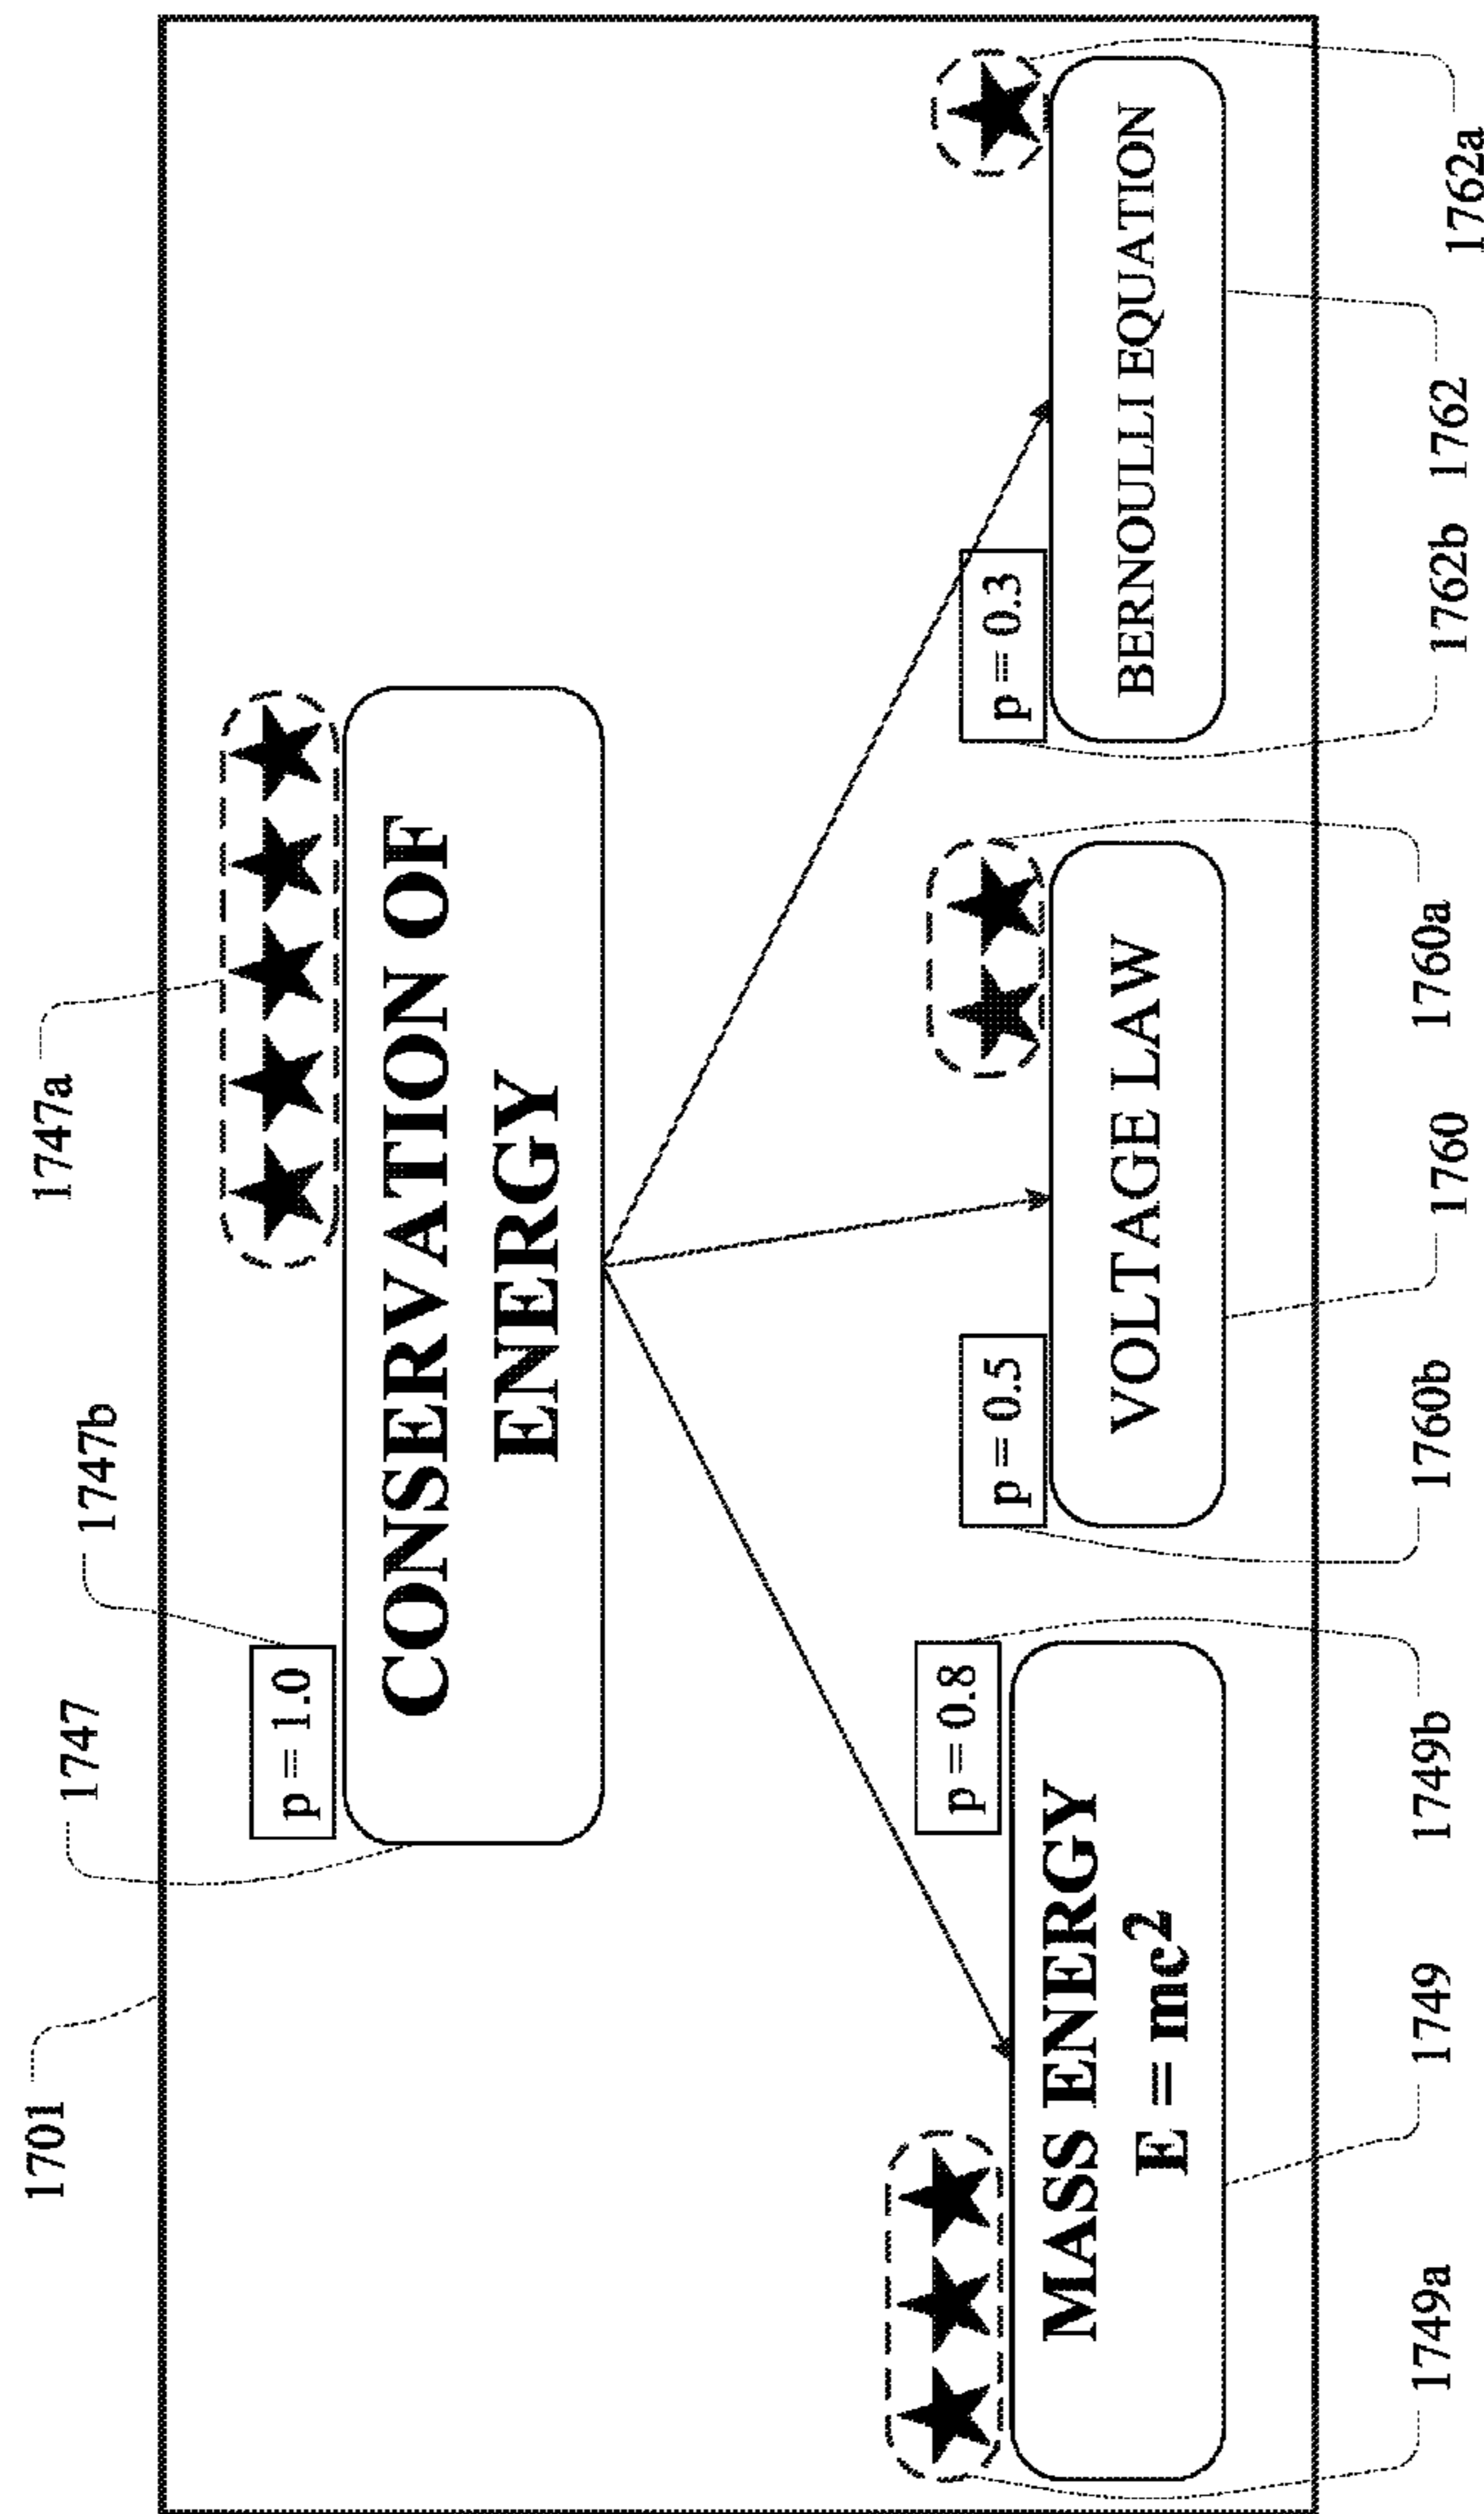 1701
1747
1747b
1747a
p = 1.0
CONSERVATION OF
ENERGY
p = 0.8
MASS ENERGY
E = mc²
p = 0.5
VOLTAGE LAW
p = 0.3
BERNOULLI EQUATION
1749a
1749
1749b
1760b
1760
1760a
1762b
1762
1762a